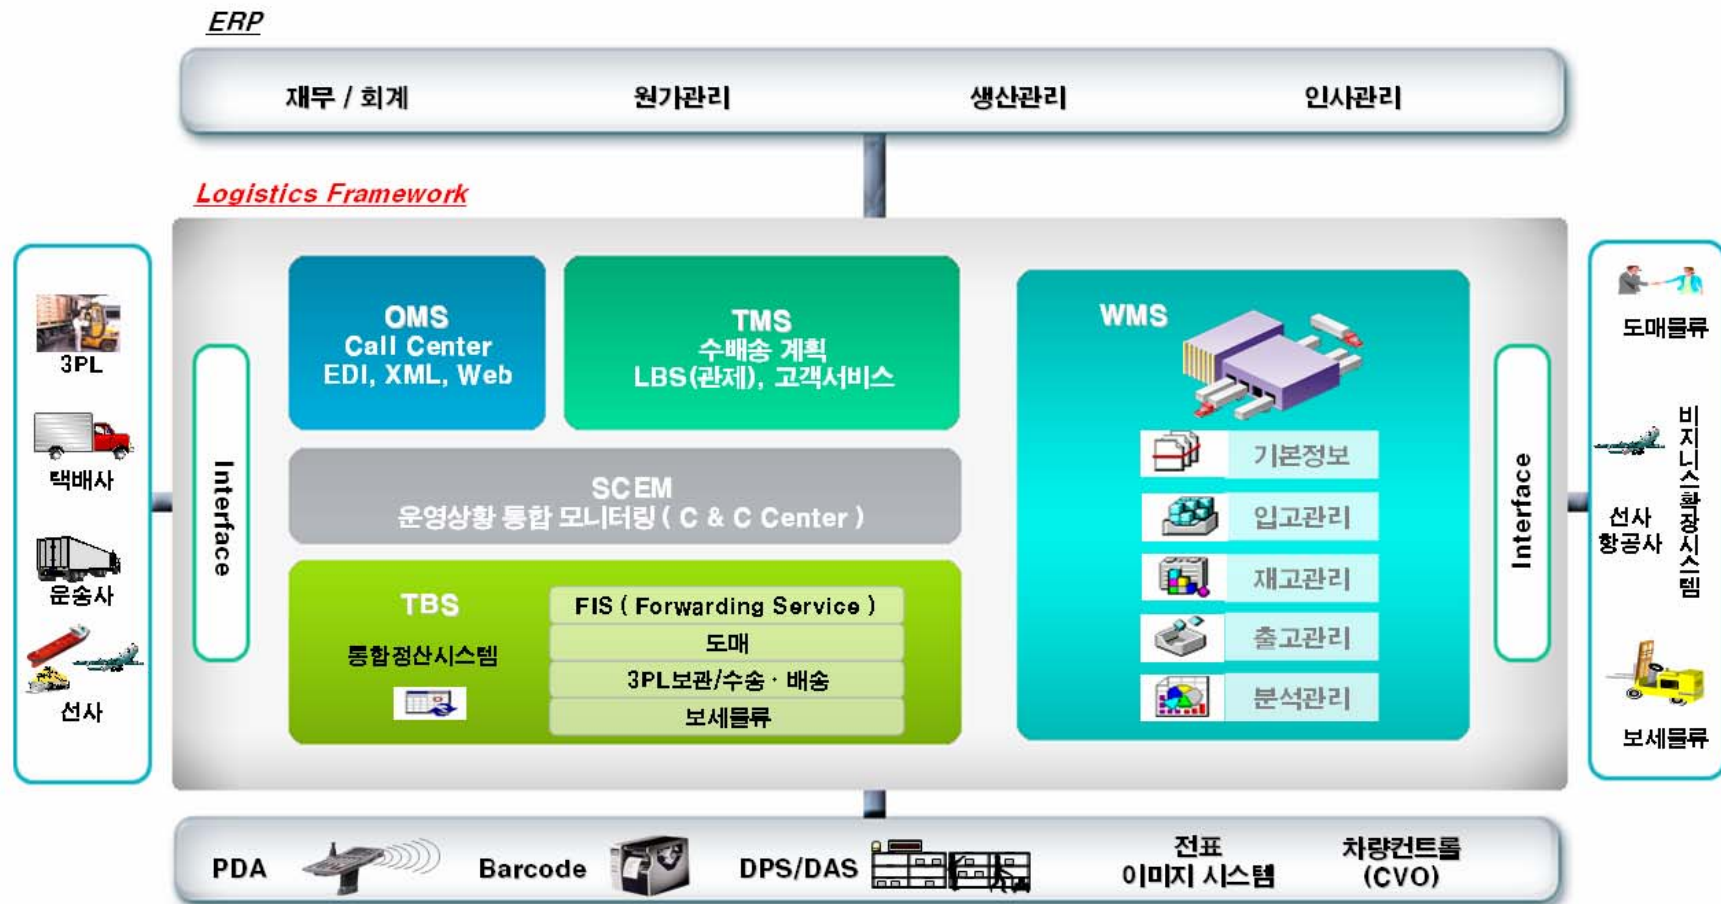 ERP
재무 / 회계
원가관리
생산관리
인사관리
Logistics Framework
3PL
택배사
운송사
선사
Interface
OMS
Call Center
EDI, XML, Web
TMS
수배송 계획
LBS(관제), 고객서비스
SCEM
운영상황 통합 모니터링 ( C & C Center )
TBS
통합정산시스템
FIS ( Forwarding Service )
도매
3PL보관/수송 · 배송
보세물류
WMS
기본정보
입고관리
재고관리
출고관리
분석관리
Interface
도매물류
선사
항공사
비지니스확장시스템
보세물류
PDA
Barcode
DPS/DAS
전표
이미지 시스템
차량컨트롤
(CVO)